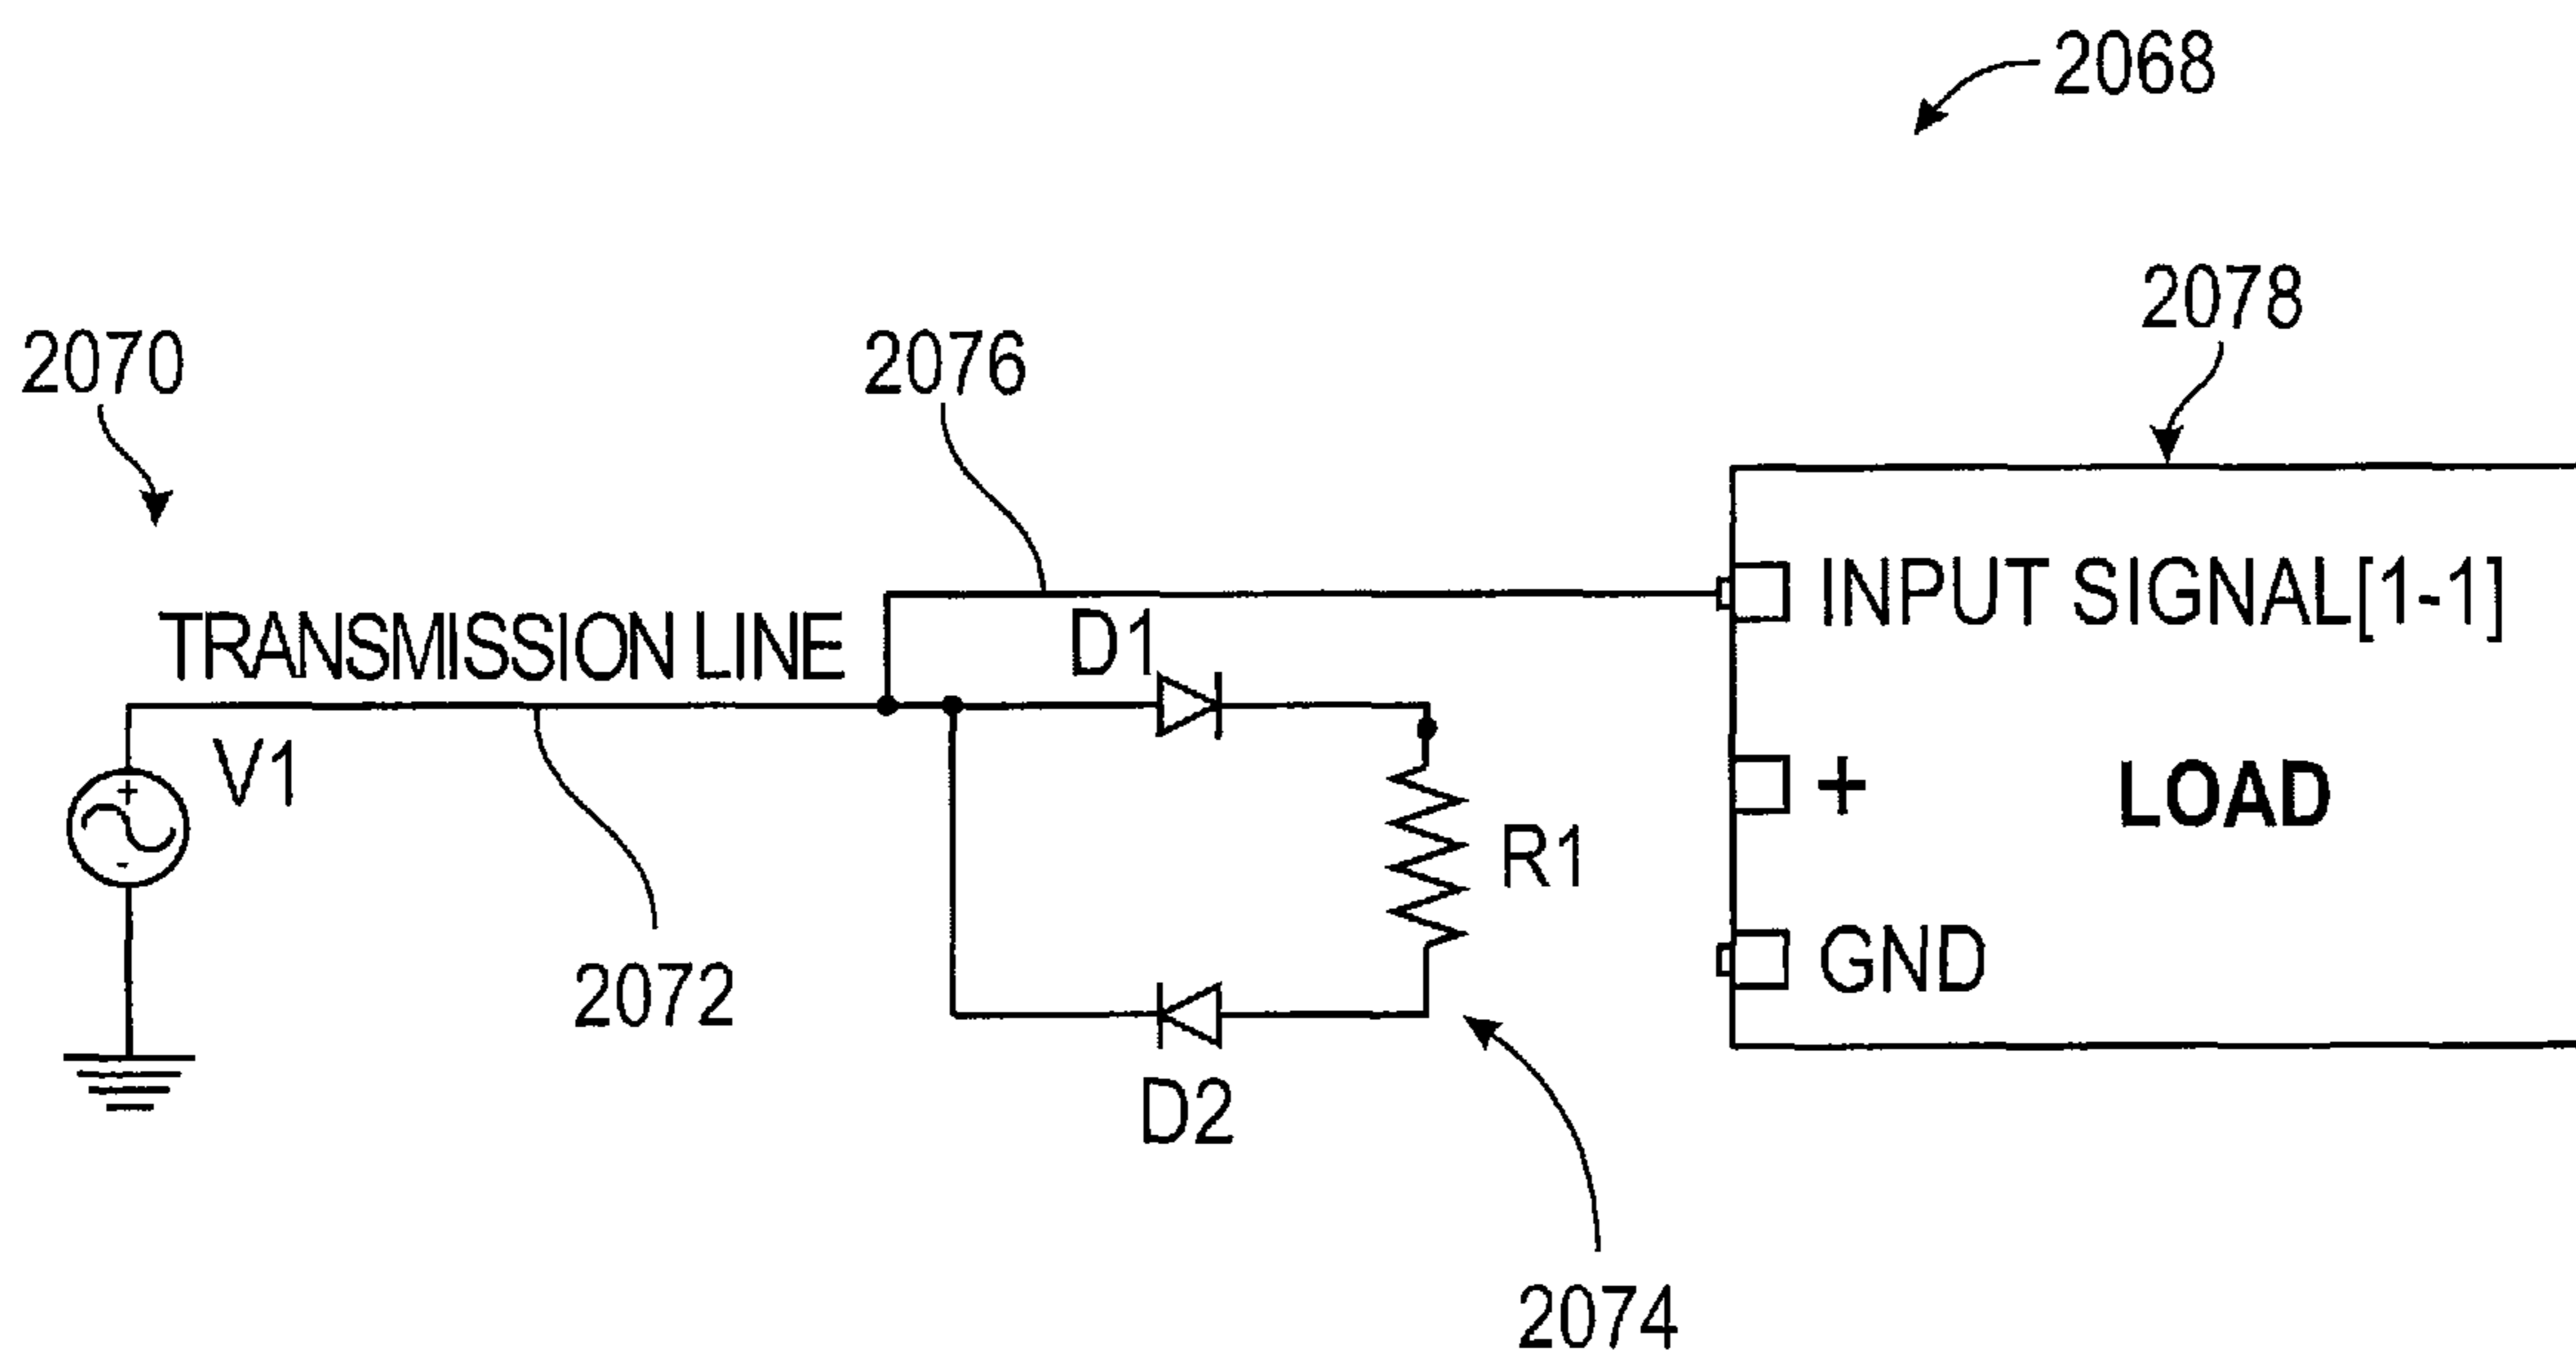 2068
2078
2070
2076
INPUT SIGNAL[1-1]
TRANSMISSION LINE
D1
V1
+
+
LOAD
R1
-
GND
2072
D2
2074